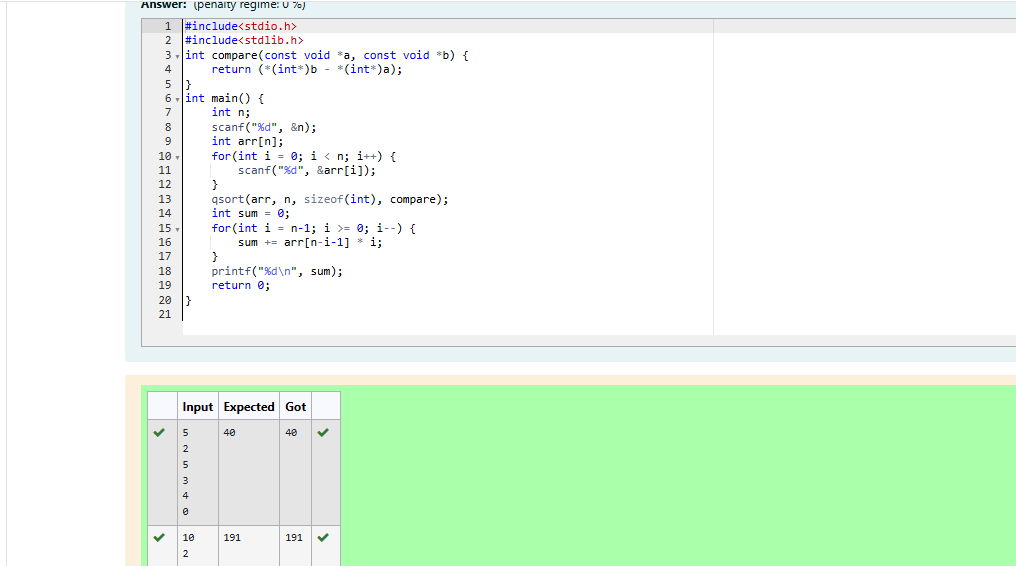 Answer: (penalty regime: 0 %)
1 #include<stdio.h>
2 #include<stdlib.h>
3 int compare(const void *a, const void *b) {
4     return (*(int*)b - *(int*)a);
5 }
6 int main() {
7     int n;
8     scanf("%d", &n);
9     int arr[n];
10     for(int i = 0; i < n; i++) {
11         scanf("%d", &arr[i]);
12     }
13     qsort(arr, n, sizeof(int), compare);
14     int sum = 0;
15     for(int i = n-1; i >= 0; i--) {
16         sum += arr[n-i-1] * i;
17     }
18     printf("%d\n", sum);
19     return 0;
20 }
21
Input Expected Got
5 40 40
2
5
3
4
0
10 191 191
2